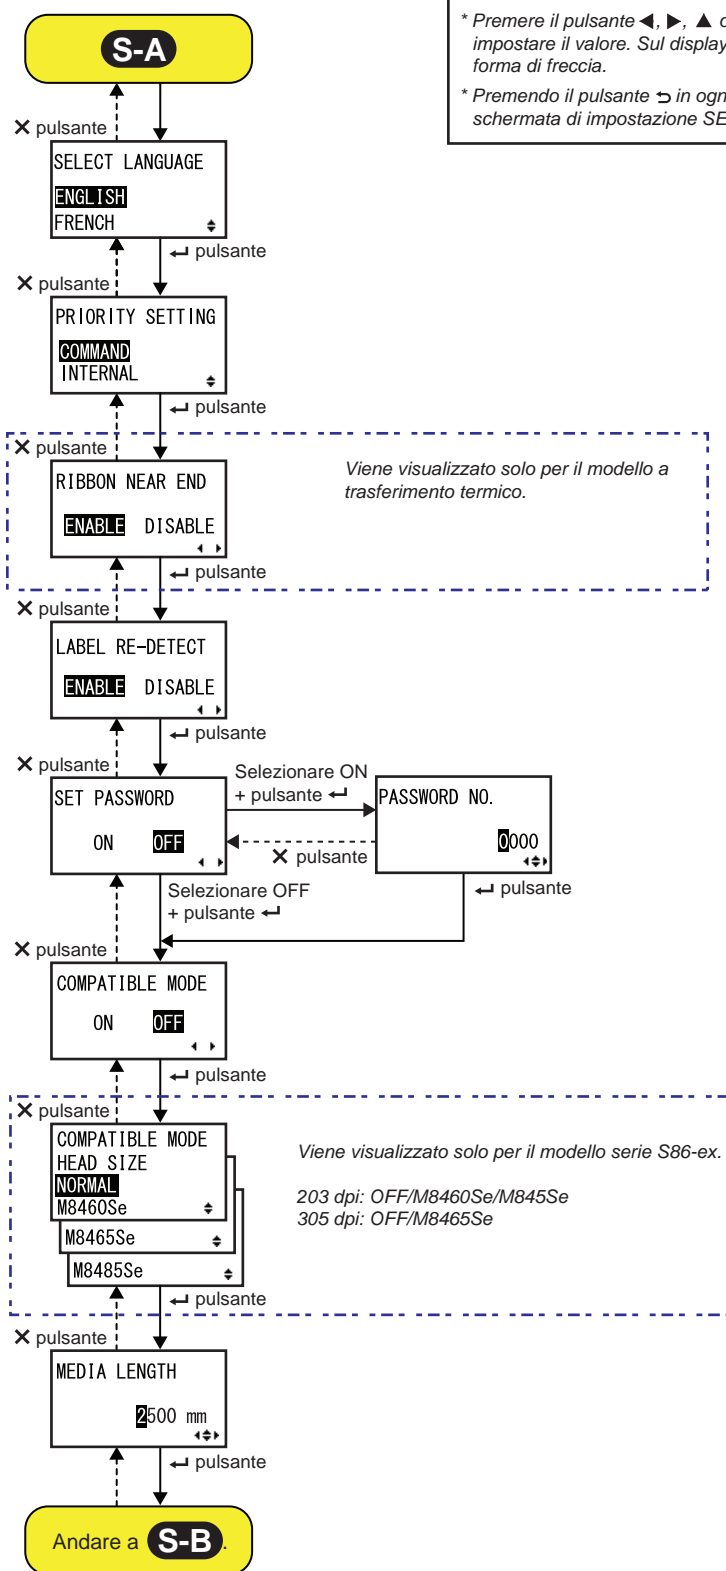 S-A
* Premere il pulsante ◀, ▶, ▲ o
impostare il valore. Sul display
forma di freccia.
* Premendo il pulsante ⮌ in ogn
schermata di impostazione SE
✕ pulsante
SELECT LANGUAGE
ENGLISH
FRENCH
↵ pulsante
✕ pulsante
PRIORITY SETTING
COMMAND
INTERNAL
↵ pulsante
✕ pulsante
RIBBON NEAR END
ENABLE DISABLE
Viene visualizzato solo per il modello a
trasferimento termico.
↵ pulsante
✕ pulsante
LABEL RE-DETECT
ENABLE DISABLE
↵ pulsante
✕ pulsante
SET PASSWORD
ON OFF
Selezionare ON
+ pulsante ↵
✕ pulsante
PASSWORD NO.
0000
↵ pulsante
Selezionare OFF
+ pulsante ↵
✕ pulsante
COMPATIBLE MODE
ON OFF
↵ pulsante
✕ pulsante
COMPATIBLE MODE
HEAD SIZE
NORMAL
M8460Se
M8465Se
M8485Se
Viene visualizzato solo per il modello serie S86-ex.
203 dpi: OFF/M8460Se/M845Se
305 dpi: OFF/M8465Se
↵ pulsante
✕ pulsante
MEDIA LENGTH
2500 mm
↵ pulsante
Andare a S-B.